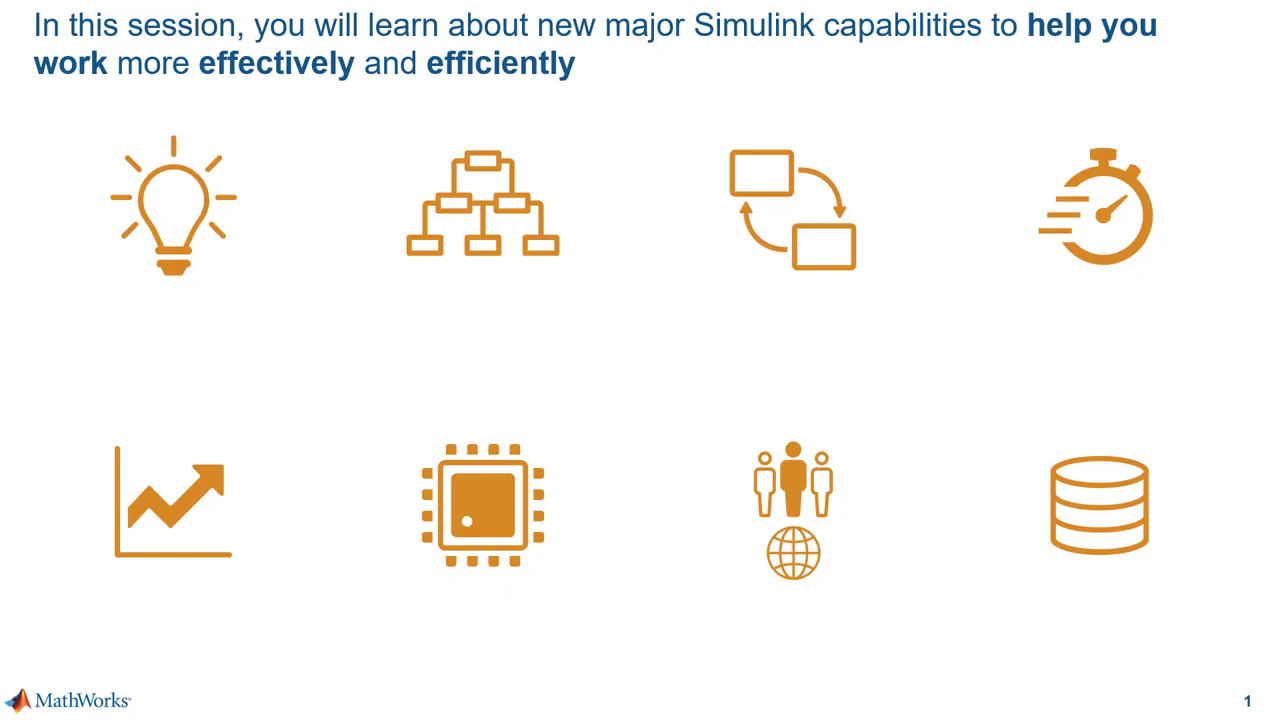 In this session, you will learn about new major Simulink capabilities to help you
work more effectively and efficiently
MathWorks®
1